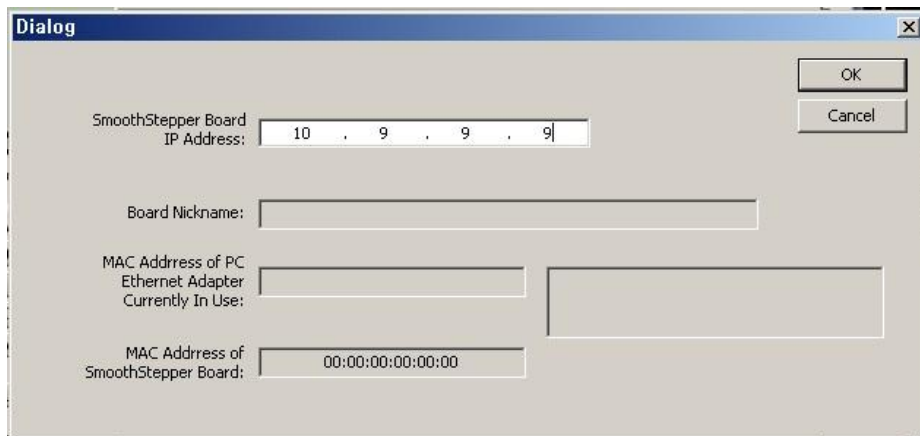 Dialog
OK
Cancel
SmoothStepper Board
IP Address:
10 . 9 . 9 . 9
Board Nickname:
MAC Addrress of PC
Ethernet Adapter
Currently In Use:
MAC Addrress of
SmoothStepper Board:
00:00:00:00:00:00